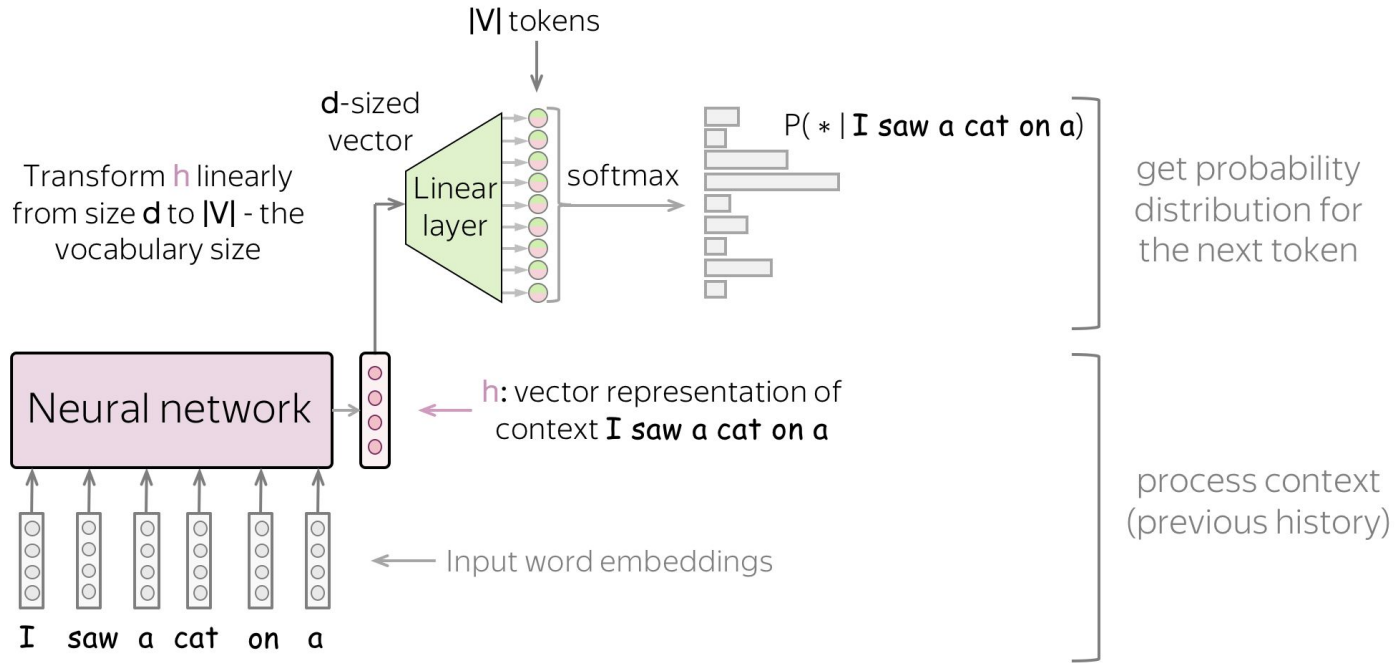 |V| tokens
d-sized
vector
Transform h linearly
from size d to |V| - the
vocabulary size
Linear
layer
softmax
P( * | I saw a cat on a)
get probability
distribution for
the next token
Neural network
h: vector representation of
context I saw a cat on a
process context
(previous history)
Input word embeddings
I saw a cat on a